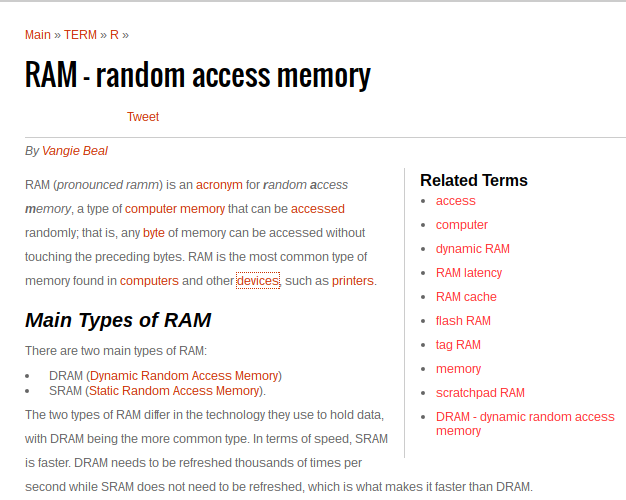 Main » TERM » R »
RAM - random access memory
Tweet
By Vangie Beal
RAM (pronounced ramm) is an acronym for random access
memory, a type of computer memory that can be accessed
randomly; that is, any byte of memory can be accessed without
touching the preceding bytes. RAM is the most common type of
memory found in computers and other devices, such as printers.
Main Types of RAM
There are two main types of RAM:
• DRAM (Dynamic Random Access Memory)
• SRAM (Static Random Access Memory).
The two types of RAM differ in the technology they use to hold data,
with DRAM being the more common type. In terms of speed, SRAM
is faster. DRAM needs to be refreshed thousands of times per
second while SRAM does not need to be refreshed, which is what makes it faster than DRAM.
Related Terms
• access
• computer
• dynamic RAM
• RAM latency
• RAM cache
• flash RAM
• tag RAM
• memory
• scratchpad RAM
• DRAM - dynamic random access
memory